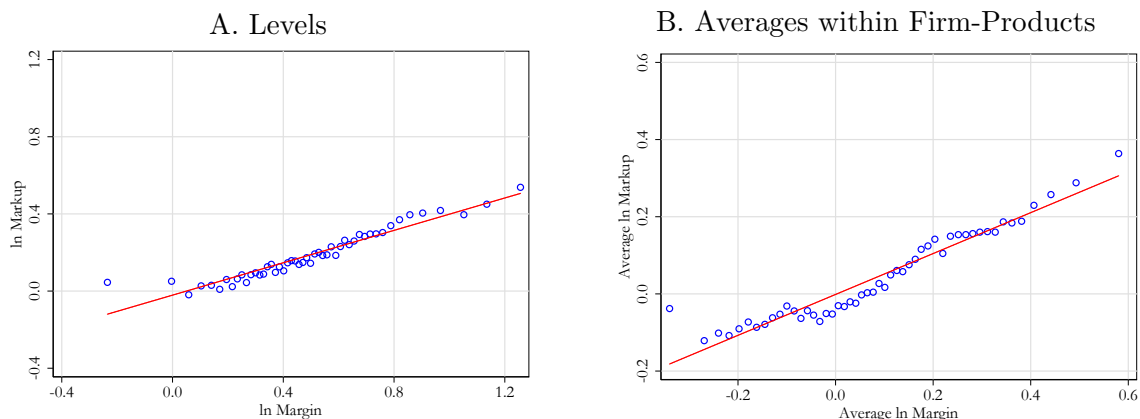 A. Levels
1.2
0.8
0.4
0.0
-0.4
ln Markup
-0.4 0.0 0.4 0.8 1.2
ln Margin
B. Averages within Firm-Products
0.6
0.4
0.2
0.0
-0.2
Average ln Markup
-0.2 0.0 0.2 0.4 0.6
Average ln Margin